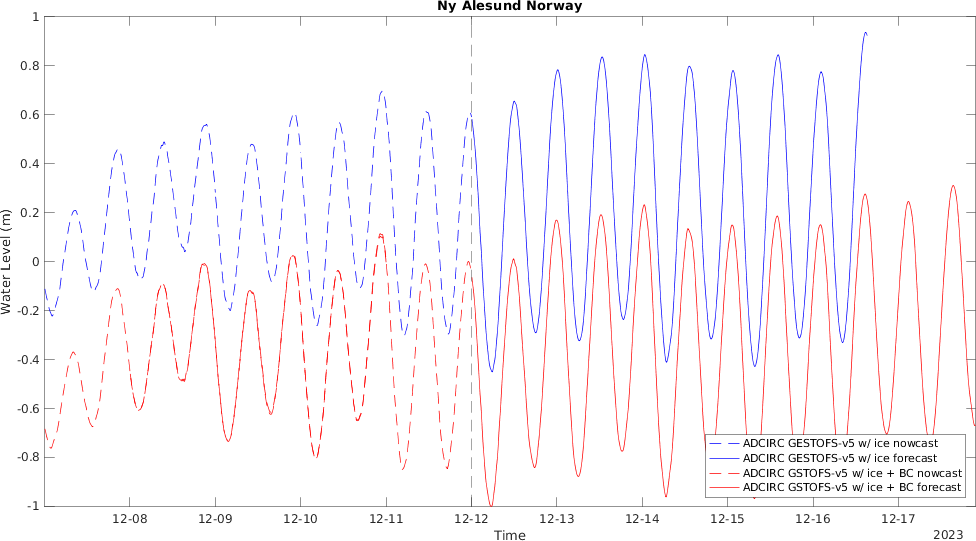 Ny Alesund Norway
Water Level (m)
1
0.8
0.6
0.4
0.2
0
-0.2
-0.4
-0.6
-0.8
-1
ADCIRC GESTOFS-v5 w/ ice nowcast
ADCIRC GESTOFS-v5 w/ ice forecast
ADCIRC GSTOFS-v5 w/ ice + BC nowcast
ADCIRC GSTOFS-v5 w/ ice + BC forecast
12-08 12-09 12-10 12-11 12-12 12-13 12-14 12-15 12-16 12-17
Time
2023